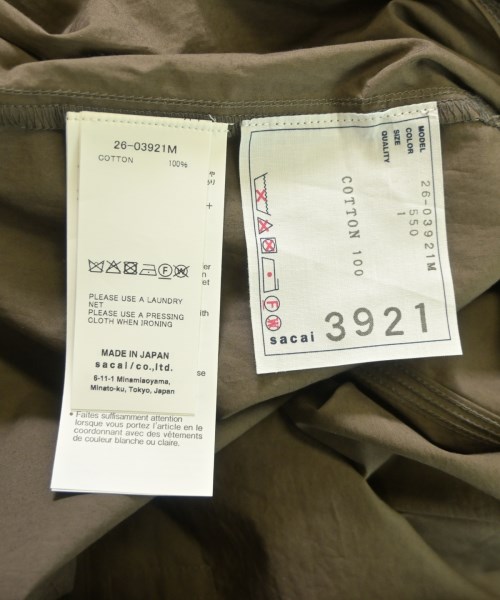 26-03921M
COTTON 100%
PLEASE USE A LAUNDRY
NET
PLEASE USE A PRESSING
CLOTH WHEN IRONING
MADE IN JAPAN
sacai/co.,ltd.
6-11-1 Minamiaoyama,
Minato-ku, Tokyo, Japan
* Faites suffisamment attention
lorsque vous portez l'article en le
coordonnant avec des vêtements
de couleur blanche ou claire.
MODEL 26-03921M
COLOR 550
SIZE 1
QUALITY
COTTON 100
sacai 3921